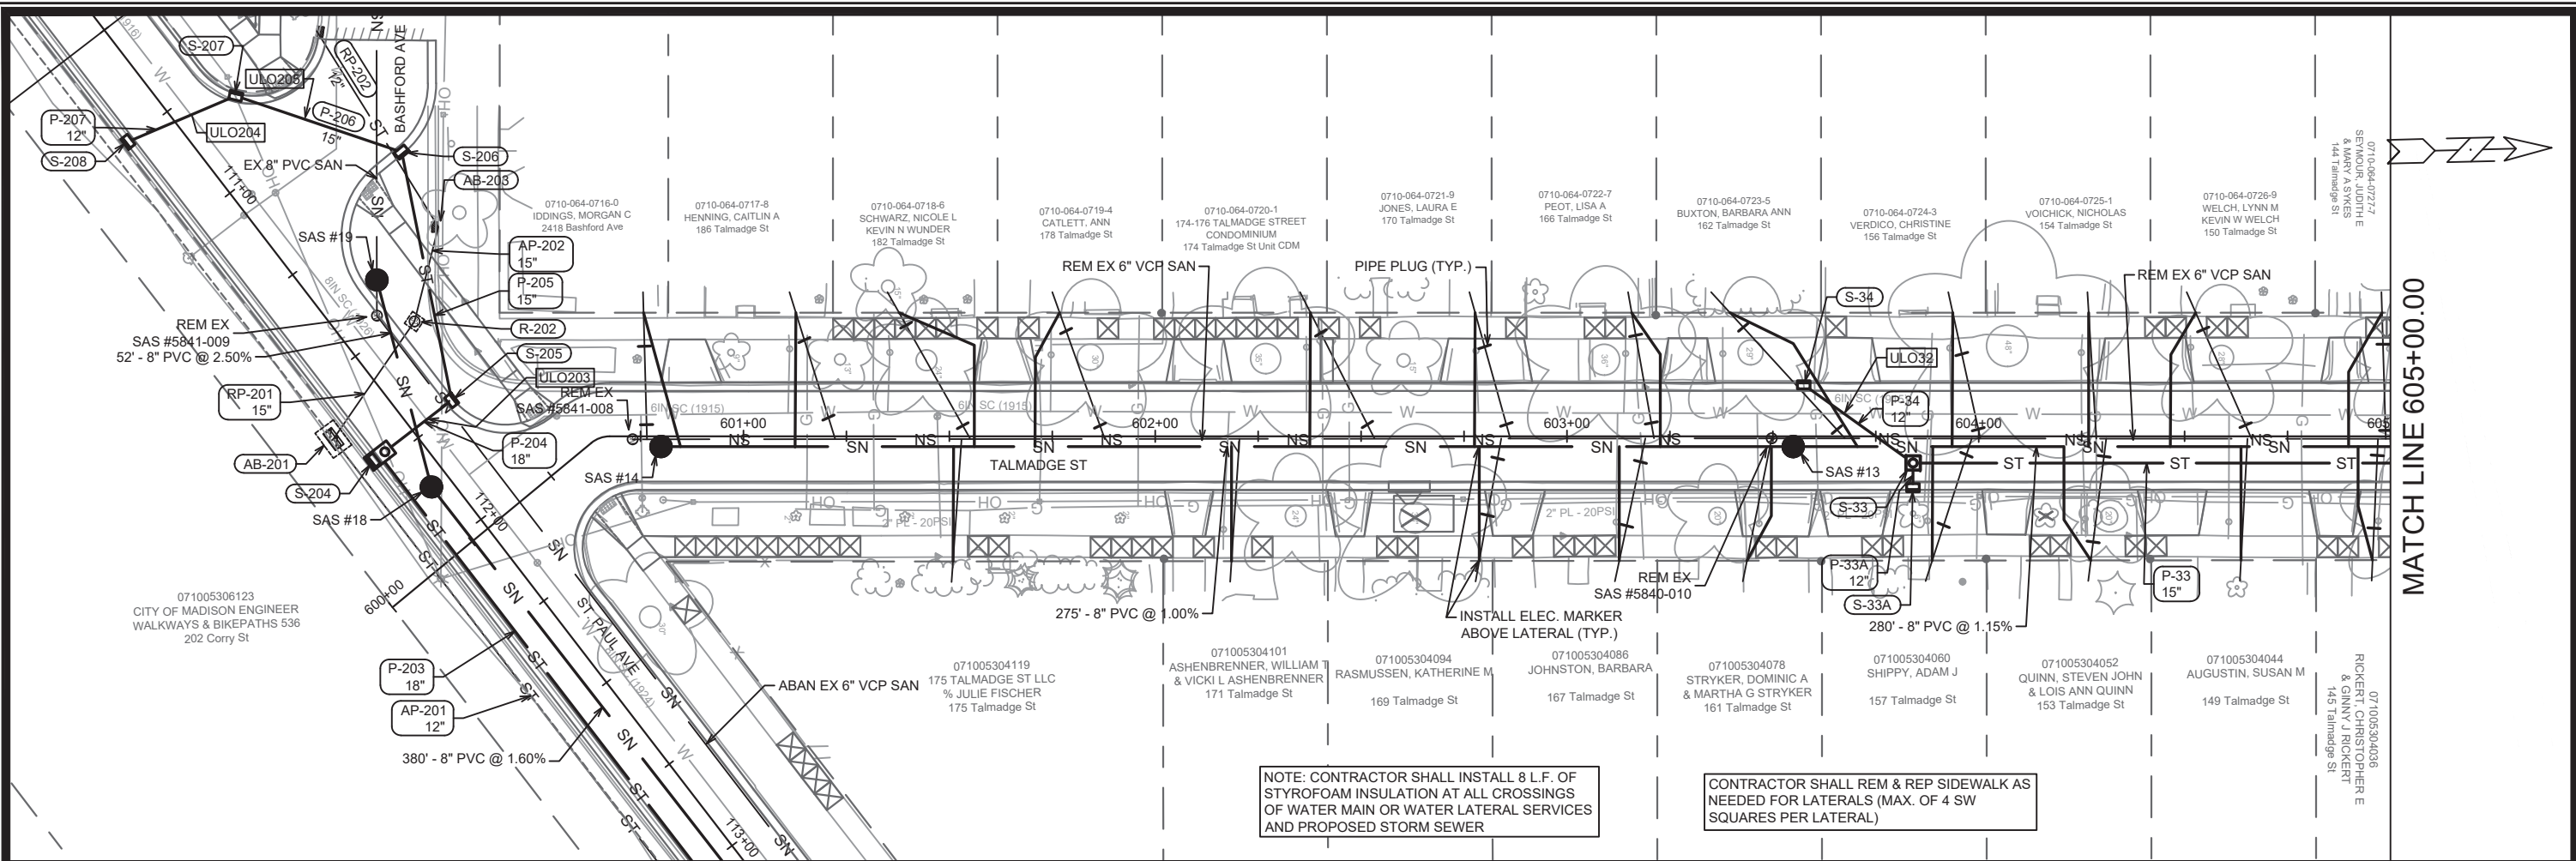 S-207
ULO205
RP-202
12"
NS
BASHFORD AVE
P-207
12"
ULO204
P-206
15"
ST
S-208
EX 8" PVC SAN
S-206
AB-203
111+00
SN
SAS #19
AP-202
15"
P-205
15"
R-202
REM EX
SAS #5841-009
52' - 8" PVC @ 2.50%
S-205
ULO203
REM EX
SAS #5841-008
RP-201
15"
AB-201
S-204
P-204
18"
SAS #18
SAS #14
112+00
600+00
0710-064-0716-0
IDDINGS, MORGAN C
2418 Bashford Ave
0710-064-0717-8
HENNING, CAITLIN A
186 Talmadge St
0710-064-0718-6
SCHWARZ, NICOLE L
KEVIN N WUNDER
182 Talmadge St
0710-064-0719-4
CATLETT, ANN
178 Talmadge St
0710-064-0720-1
174-176 TALMADGE STREET
CONDOMINIUM
174 Talmadge St Unit CDM
0710-064-0721-9
JONES, LAURA E
170 Talmadge St
0710-064-0722-7
PEOT, LISA A
166 Talmadge St
0710-064-0723-5
BUXTON, BARBARA ANN
162 Talmadge St
0710-064-0724-3
VERDICO, CHRISTINE
156 Talmadge St
0710-064-0725-1
VOICHICK, NICHOLAS
154 Talmadge St
0710-064-0726-9
WELCH, LYNN M
KEVIN W WELCH
150 Talmadge St
0710-064-0727-7
SEYMOUR, JUDITH E
& MARY A SYKES
144 Talmadge St
REM EX 6" VCP SAN
PIPE PLUG (TYP.)
S-34
REM EX 6" VCP SAN
ULO32
P-34
12"
6IN SC (1915)
6IN SC (1915)
601+00
602+00
603+00
604+00
605
NS
SN
TALMADGE ST
SAS #13
ST
S-33
2" PL - 20PSI
2" PL - 20PSI
REM EX
SAS #5840-010
P-33A
12"
S-33A
P-33
15"
275' - 8" PVC @ 1.00%
INSTALL ELEC. MARKER
ABOVE LATERAL (TYP.)
280' - 8" PVC @ 1.15%
MATCH LINE 605+00.00
071005306123
CITY OF MADISON ENGINEER
WALKWAYS & BIKEPATHS 536
202 Corry St
P-203
18"
AP-201
12"
380' - 8" PVC @ 1.60%
ST. PAUL AVE
ABAN EX 6" VCP SAN
113+00
071005304119
175 TALMADGE ST LLC
% JULIE FISCHER
175 Talmadge St
071005304101
ASHENBRENNER, WILLIAM T
& VICKI L ASHENBRENNER
171 Talmadge St
071005304094
RASMUSSEN, KATHERINE M
169 Talmadge St
071005304086
JOHNSTON, BARBARA
167 Talmadge St
071005304078
STRYKER, DOMINIC A
& MARTHA G STRYKER
161 Talmadge St
071005304060
SHIPPY, ADAM J
157 Talmadge St
071005304052
QUINN, STEVEN JOHN
& LOIS ANN QUINN
153 Talmadge St
071005304044
AUGUSTIN, SUSAN M
149 Talmadge St
071005304036
RICKERT, CHRISTOPHER E
& GINNY J RICKERT
145 Talmadge St
NOTE: CONTRACTOR SHALL INSTALL 8 L.F. OF
STYROFOAM INSULATION AT ALL CROSSINGS
OF WATER MAIN OR WATER LATERAL SERVICES
AND PROPOSED STORM SEWER
CONTRACTOR SHALL REM & REP SIDEWALK AS
NEEDED FOR LATERALS (MAX. OF 4 SW
SQUARES PER LATERAL)